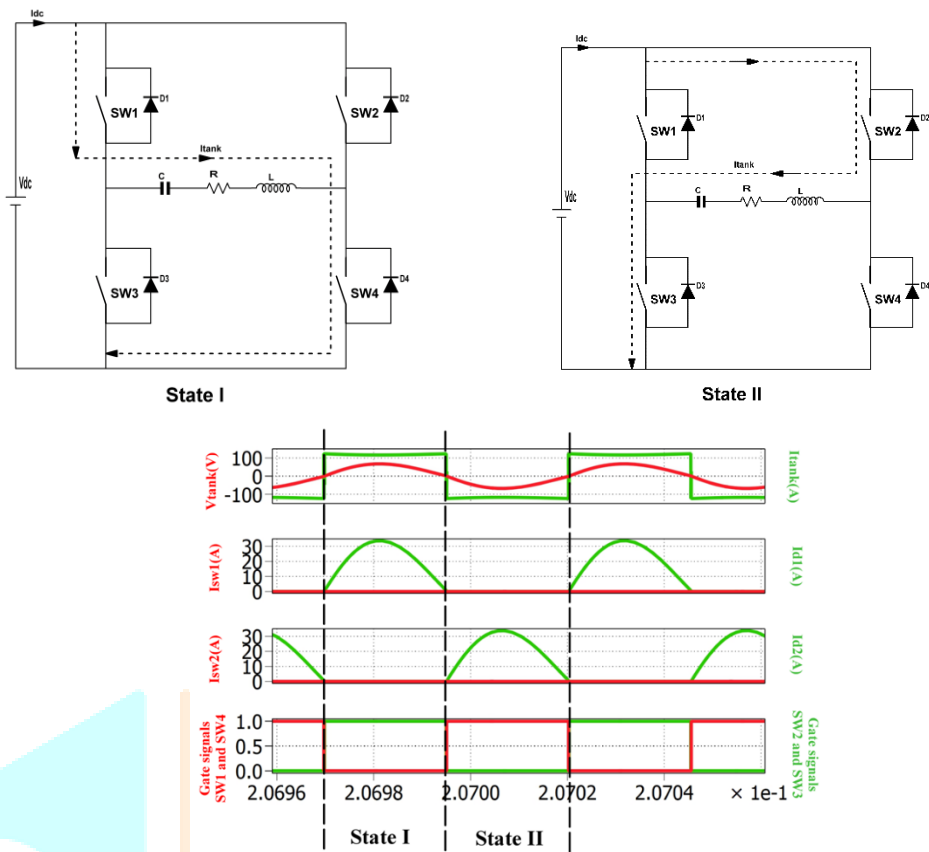 Idc
SW1
D1
SW2
D2
Itank
C
R
L
Vdc
SW3
D3
SW4
D4
State I
Idc
SW1
D1
SW2
D2
Itank
C
R
L
Vdc
SW3
D3
SW4
D4
State II
Vtank(V)
100
0
-100
Itank(A)
Isw1(A)
30
20
10
0
Id1(A)
Isw2(A)
30
20
10
0
Id2(A)
Gate signals
SW1 and SW4
1.0
0.5
0.0
Gate signals
SW2 and SW3
2.0696 2.0698 2.0700 2.0702 2.0704 × 1e-1
State I State II